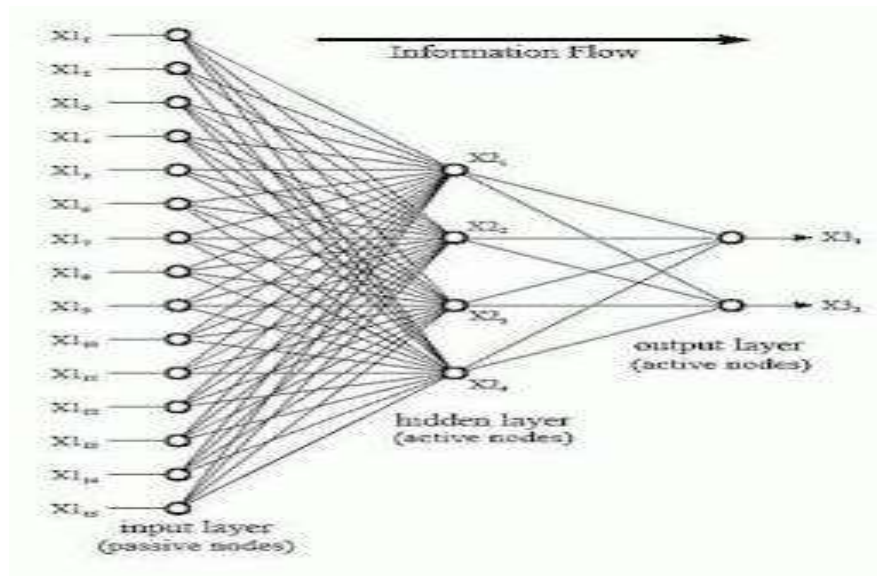 X1₁
Information Flow
X1₂
X1₃
X1₄
X1₅
X2₁
X1₆
X2₂
X1₇
X3₁
X1₈
X1₉
X2₃
X3₂
X1₁₀
output layer
(active nodes)
X1₁₁
X2₄
X1₁₂
hidden layer
(active nodes)
X1₁₃
X1₁₄
X1₁₅
input layer
(passive nodes)